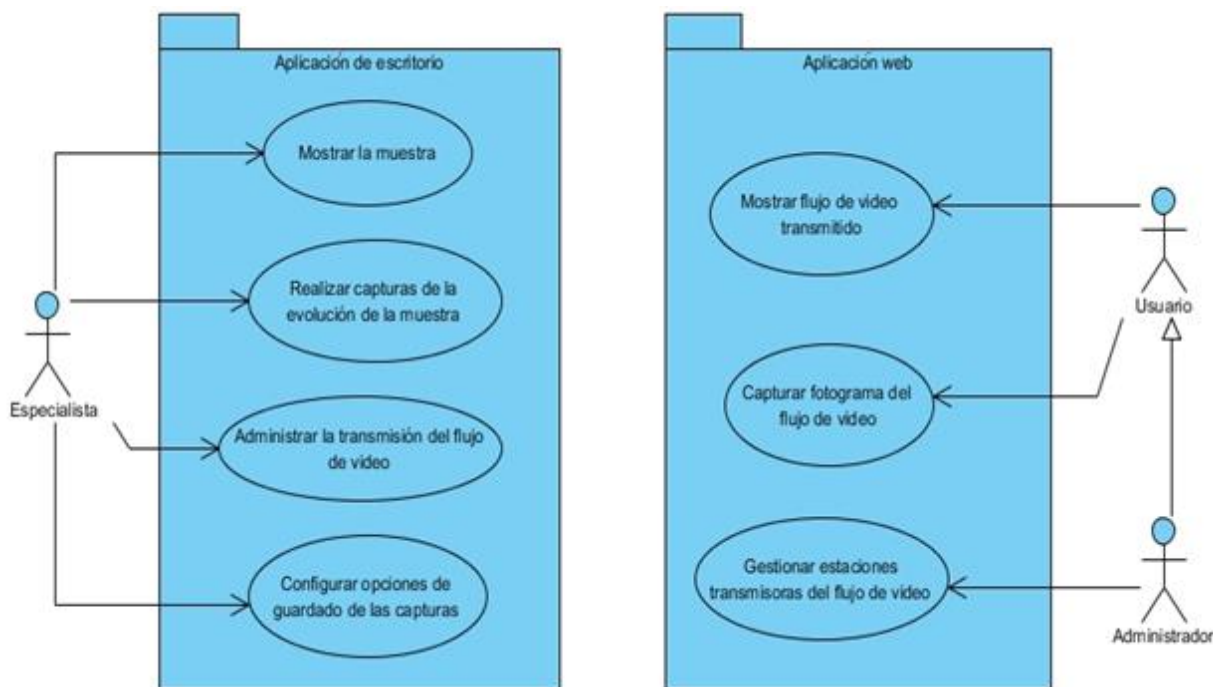 Aplicación de escritorio
Mostrar la muestra
Realizar capturas de la
evolución de la muestra
Especialista
Administrar la transmisión del flujo
de video
Configurar opciones de
guardado de las capturas
Aplicación web
Mostrar flujo de video
transmitido
Usuario
Capturar fotograma del
flujo de video
Gestionar estaciones
transmisoras del flujo de video
Administrador